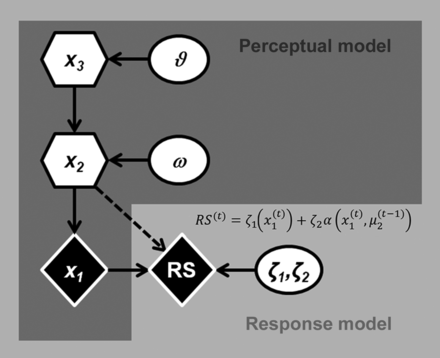 Perceptual model
x₃
ϑ
x₂
ω
RS⁽ᵗ⁾ = ζ₁(x₁⁽ᵗ⁾) + ζ₂α(x₁⁽ᵗ⁾, μ₂⁽ᵗ⁻¹⁾)
x₁
RS
ζ₁,ζ₂
Response model